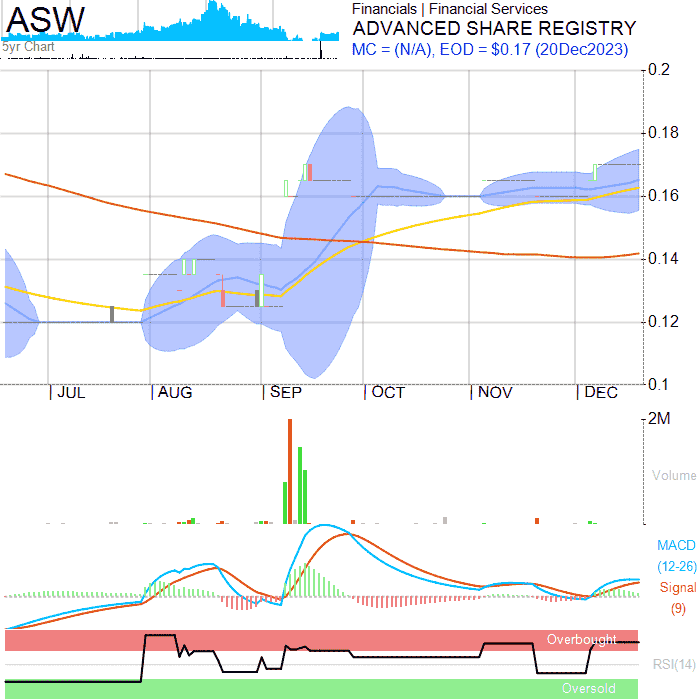 ASW
5yr Chart
Financials | Financial Services
ADVANCED SHARE REGISTRY
MC = (N/A), EOD = $0.17 (20Dec2023)
0.2
0.18
0.16
0.14
0.12
0.1
JUL
AUG
SEP
OCT
NOV
DEC
2M
Volume
MACD
(12-26)
Signal
(9)
Overbought
RSI(14)
Oversold